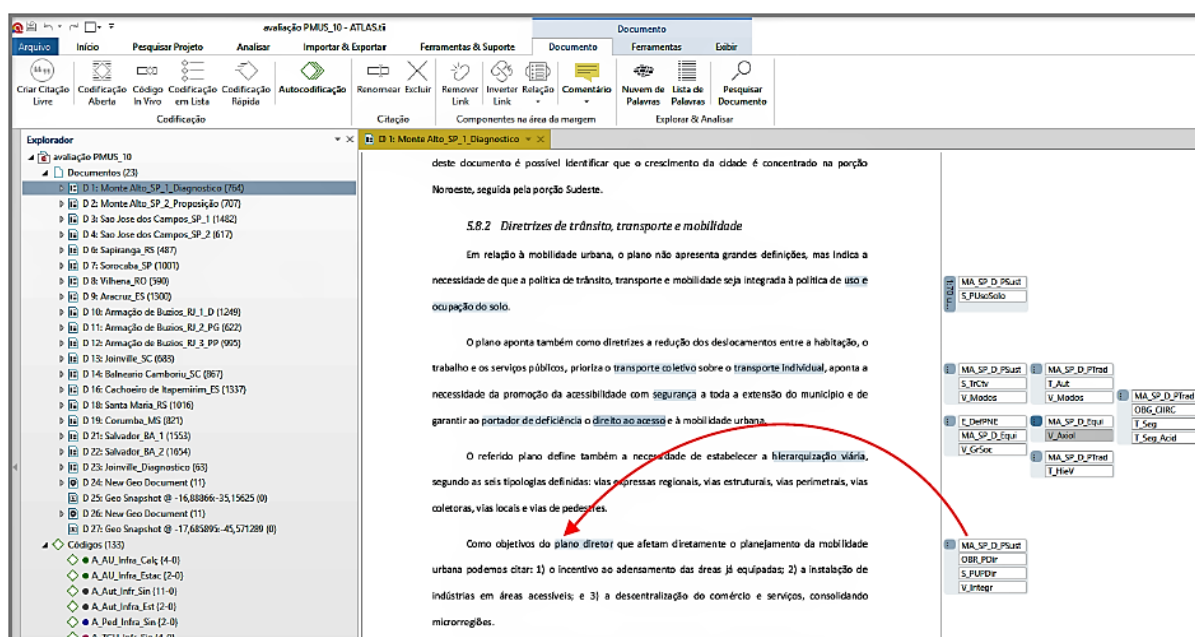 avaliação PMUS_10 - ATLAS.ti
Documento
Arquivo Início Pesquisar Projeto Analisar Importar & Exportar Ferramentas & Suporte Documento Ferramentas Exibir
Criar Citação Livre
Codificação Aberta
Código In Vivo
Codificação em Lista
Codificação Rápida
Autocodificação
Renomear
Excluir
Remover Link
Inverter Link
Relação
Comentário
Nuvem de Palavras
Lista de Palavras
Pesquisar Documento
Codificação
Citação
Componentes na área da margem
Explorar & Analisar
Explorador
avaliação PMUS_10
Documentos (23)
D 1: Monte Alto_SP_1_Diagnostico (764)
D 2: Monte Alto_SP_2_Proposição (707)
D 3: Sao Jose dos Campos_SP_1 (1482)
D 4: Sao Jose dos Campos_SP_2 (617)
D 6: Sapiranga_RS (487)
D 7: Sorocaba_SP (1001)
D 8: Vilhena_RO (590)
D 9: Aracruz_ES (1300)
D 10: Armação de Buzios_RJ_1_D (1249)
D 11: Armação de Buzios_RJ_2_PG (622)
D 12: Armação de Buzios_RJ_3_PP (995)
D 13: Joinville_SC (683)
D 14: Balneario Camboriu_SC (867)
D 16: Cachoeiro de Itapemirim_ES (1337)
D 18: Santa Maria_RS (1016)
D 19: Corumba_MS (821)
D 21: Salvador_BA_1 (1553)
D 22: Salvador_BA_2 (1654)
D 23: Joinville_Diagnostico (63)
D 24: New Geo Document (11)
D 25: Geo Snapshot @ -16,88866:-35,15625 (0)
D 26: New Geo Document (11)
D 27: Geo Snapshot @ -17,685895:-45,571289 (0)
Códigos (133)
A_AU_Infra_Calç {4-0}
A_AU_Infra_Estac {2-0}
A_Aut_Infr_Sin {11-0}
A_Aut_Infra_Est {2-0}
A_Ped_Infra_Sin {2-0}
D 1: Monte Alto_SP_1_Diagnostico
deste documento é possível identificar que o crescimento da cidade é concentrado na porção
Noroeste, seguida pela porção Sudeste.
5.8.2 Diretrizes de trânsito, transporte e mobilidade
Em relação à mobilidade urbana, o plano não apresenta grandes definições, mas indica a
necessidade de que a política de trânsito, transporte e mobilidade seja integrada à política de uso e
ocupação do solo.
O plano aponta também como diretrizes a redução dos deslocamentos entre a habitação, o
trabalho e os serviços públicos, prioriza o transporte coletivo sobre o transporte individual, aponta a
necessidade da promoção da acessibilidade com segurança a toda a extensão do município e de
garantir ao portador de deficiência o direito ao acesso e à mobilidade urbana.
O referido plano define também a necessidade de estabelecer a hierarquização viária,
segundo as seis tipologias definidas: vias expressas regionais, vias estruturais, vias perimetrais, vias
coletoras, vias locais e vias de pedestres.
Como objetivos do plano diretor que afetam diretamente o planejamento da mobilidade
urbana podemos citar: 1) o incentivo ao adensamento das áreas já equipadas; 2) a instalação de
indústrias em áreas acessíveis; e 3) a descentralização do comércio e serviços, consolidando
microrregiões.
MA_SP_D_PSust
S_PUsoSolo
MA_SP_D_PSust
S_TrCtv
V_Modos
MA_SP_D_PTrad
T_Aut
V_Modos
MA_SP_D_PTrad
OBG_CIIRC
T_Seg
T_Seg_Acid
E_DefPNE
MA_SP_D_Equi
V_GrSoc
MA_SP_D_Equi
V_Axiol
MA_SP_D_PTrad
T_HieV
MA_SP_D_PSust
OBR_PDir
S_PUPDir
V_Integr